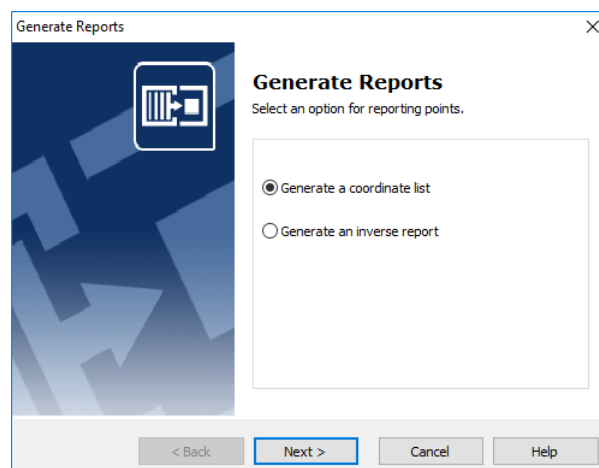 Generate Reports
Generate Reports
Select an option for reporting points.
Generate a coordinate list
Generate an inverse report
< Back Next > Cancel Help